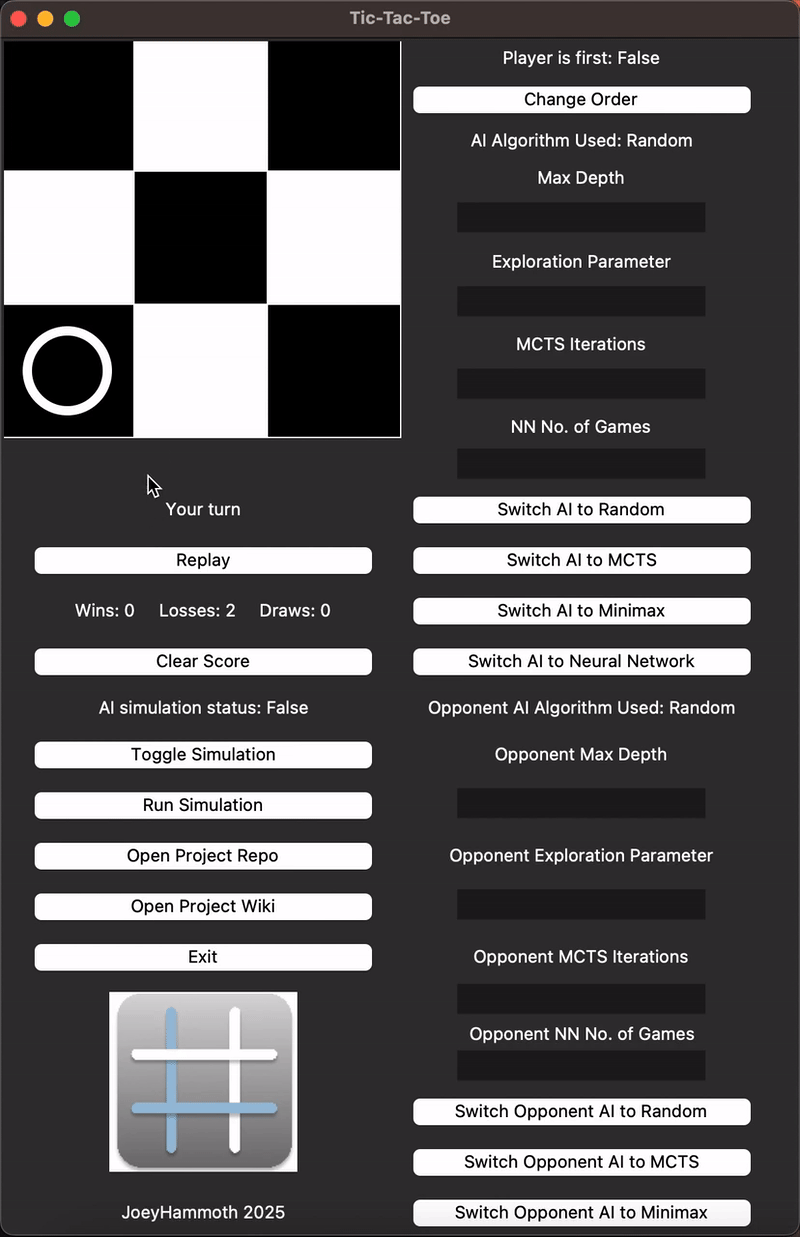 Tic-Tac-Toe
Player is first: False
Change Order
AI Algorithm Used: Random
Max Depth
Exploration Parameter
MCTS Iterations
NN No. of Games
Switch AI to Random
Switch AI to MCTS
Switch AI to Minimax
Switch AI to Neural Network
Opponent AI Algorithm Used: Random
Opponent Max Depth
Opponent Exploration Parameter
Opponent MCTS Iterations
Opponent NN No. of Games
Switch Opponent AI to Random
Switch Opponent AI to MCTS
Switch Opponent AI to Minimax
Your turn
Replay
Wins: 0 Losses: 2 Draws: 0
Clear Score
AI simulation status: False
Toggle Simulation
Run Simulation
Open Project Repo
Open Project Wiki
Exit
JoeyHammoth 2025